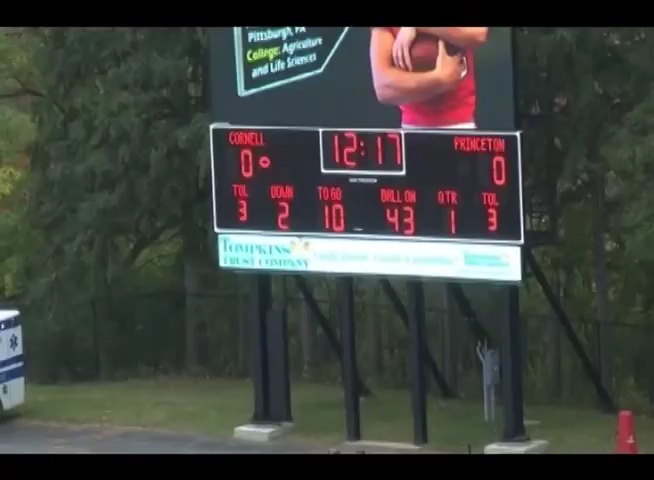 Pittsburgh, PA
College: Agriculture
and Life Sciences
CORNELL 12:17 PRINCETON
0 0
TOL DOWN TO GO BALL ON QTR TOL
3 2 10 43 1 3
TOMPKINS
TRUST COMPANY